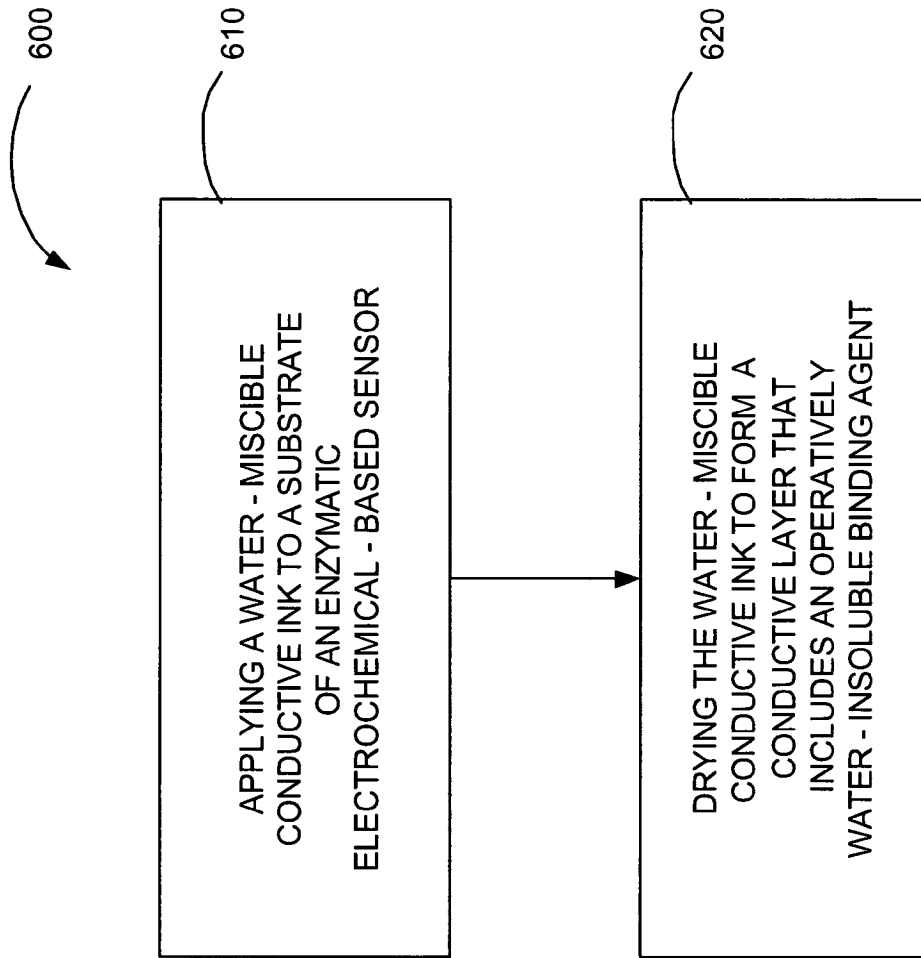 600
610
APPLYING A WATER - MISCIBLE
CONDUCTIVE INK TO A SUBSTRATE
OF AN ENZYMATIC
ELECTROCHEMICAL - BASED SENSOR
620
DRYING THE WATER - MISCIBLE
CONDUCTIVE INK TO FORM A
CONDUCTIVE LAYER THAT
INCLUDES AN OPERATIVELY
WATER - INSOLUBLE BINDING AGENT